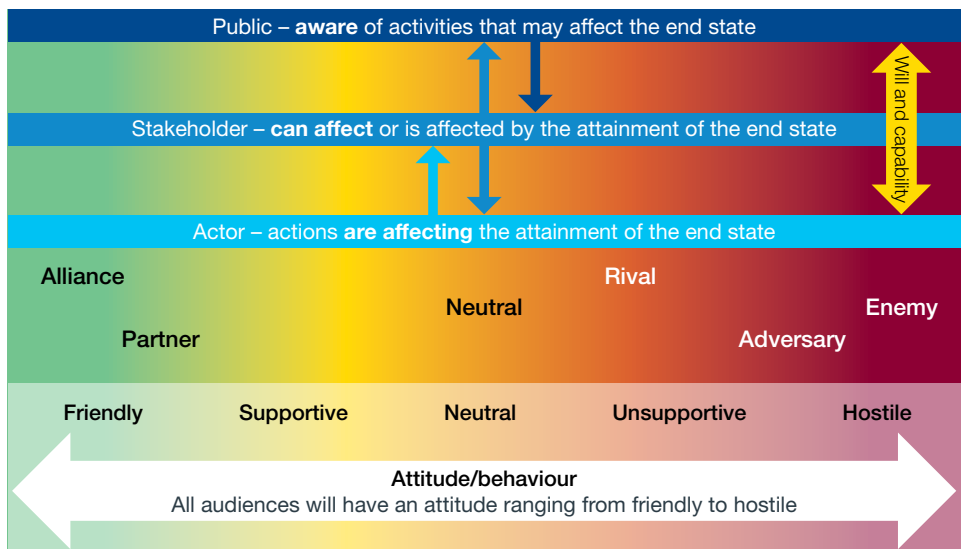 Public – aware of activities that may affect the end state
Will and capability
Stakeholder – can affect or is affected by the attainment of the end state
Actor – actions are affecting the attainment of the end state
Alliance
Rival
Neutral
Enemy
Partner
Adversary
Friendly
Supportive
Neutral
Unsupportive
Hostile
Attitude/behaviour
All audiences will have an attitude ranging from friendly to hostile